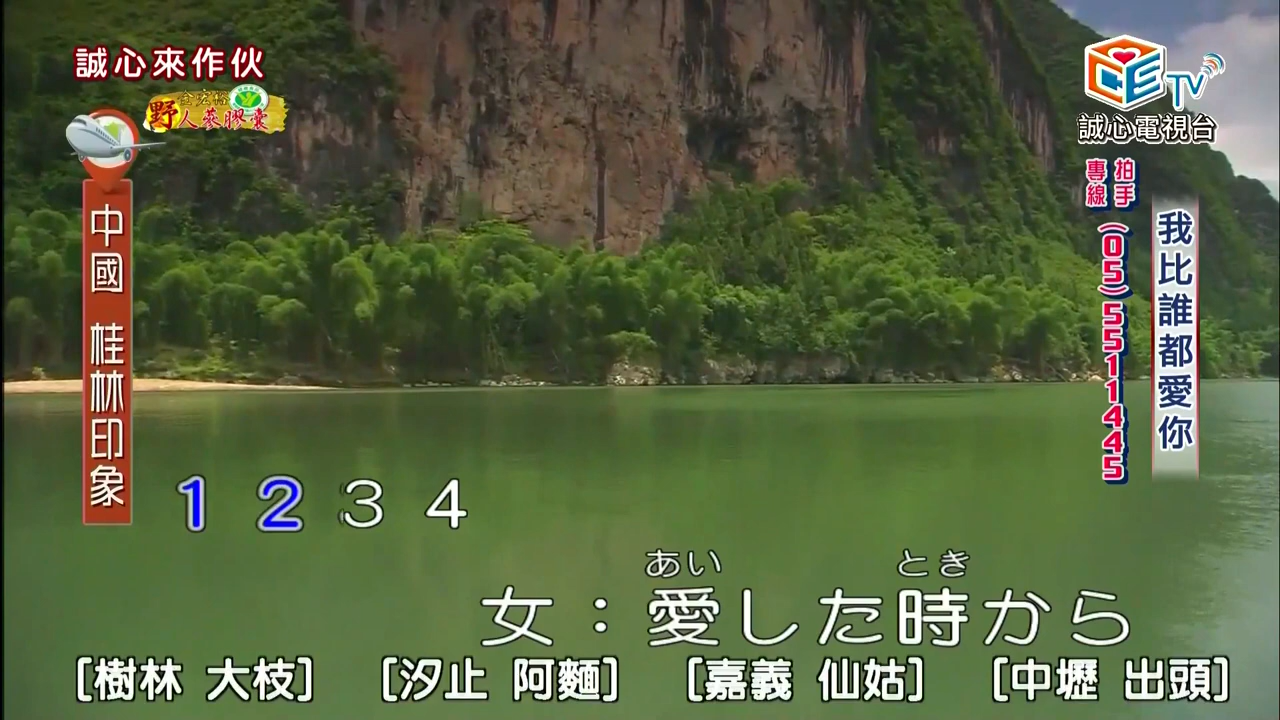 誠心來作伙
金宏裕
野人蔘膠囊
中國 桂林印象
CETV
誠心電視台
拍手專線
(05)5511445
我比誰都愛你
1 2 3 4
あい とき
女：愛した時から
[樹林 大枝] [汐止 阿麵] [嘉義 仙姑] [中壢 出頭]